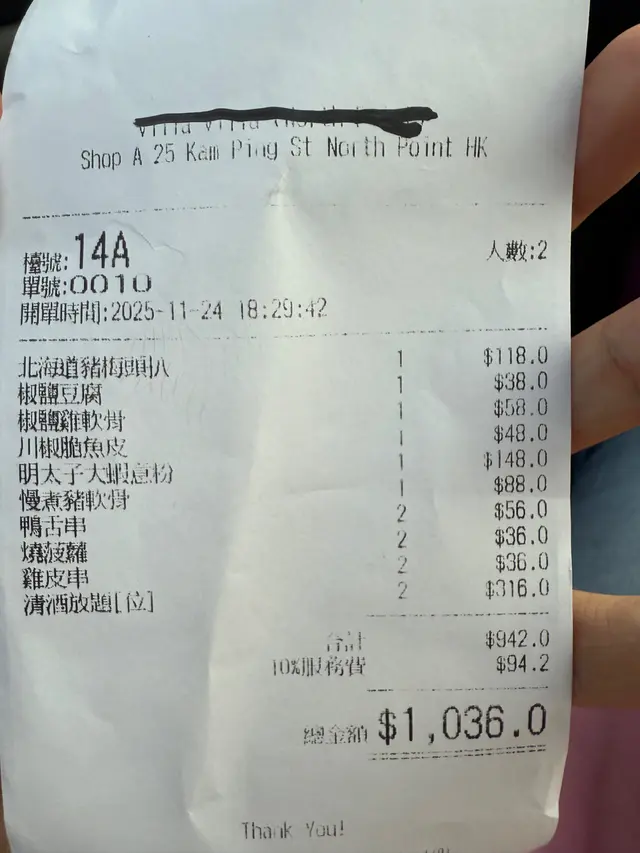 Shop A 25 Kam Ping St North Point HK
檯號:14A 人數:2
單號:0010
開單時間:2025-11-24 18:29:42
北海道豬梅頭扒 1 $118.0
椒鹽豆腐 1 $38.0
椒鹽雞軟骨 1 $58.0
川椒脆魚皮 1 $48.0
明太子大蝦意粉 1 $148.0
慢煮豬軟骨 1 $88.0
鴨舌串 2 $56.0
燒菠蘿 2 $36.0
雞皮串 2 $36.0
清酒放題[位] 2 $316.0
合計 $942.0
10%服務費 $94.2
總金額 $1,036.0
Thank You!